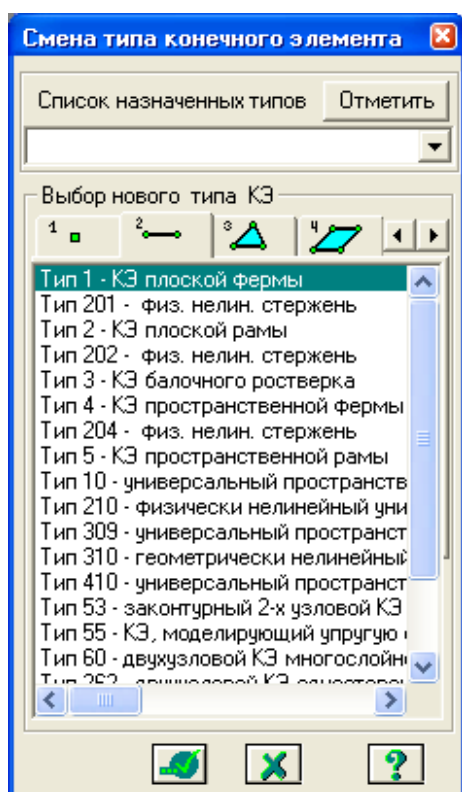 Смена типа конечного элемента
Список назначенных типов Отметить
Выбор нового типа КЭ
1 2 3 4
Тип 1 - КЭ плоской фермы
Тип 201 - физ. нелин. стержень
Тип 2 - КЭ плоской рамы
Тип 202 - физ. нелин. стержень
Тип 3 - КЭ балочного ростверка
Тип 4 - КЭ пространственной фермы
Тип 204 - физ. нелин. стержень
Тип 5 - КЭ пространственной рамы
Тип 10 - универсальный пространств
Тип 210 - физически нелинейный уни
Тип 309 - универсальный пространст
Тип 310 - геометрически нелинейный
Тип 410 - универсальный пространст
Тип 53 - законтурный 2-х узловой КЭ
Тип 55 - КЭ, моделирующий упругую
Тип 60 - двухузловой КЭ многослойн
Тип 262 - двухузловой КЭ
?